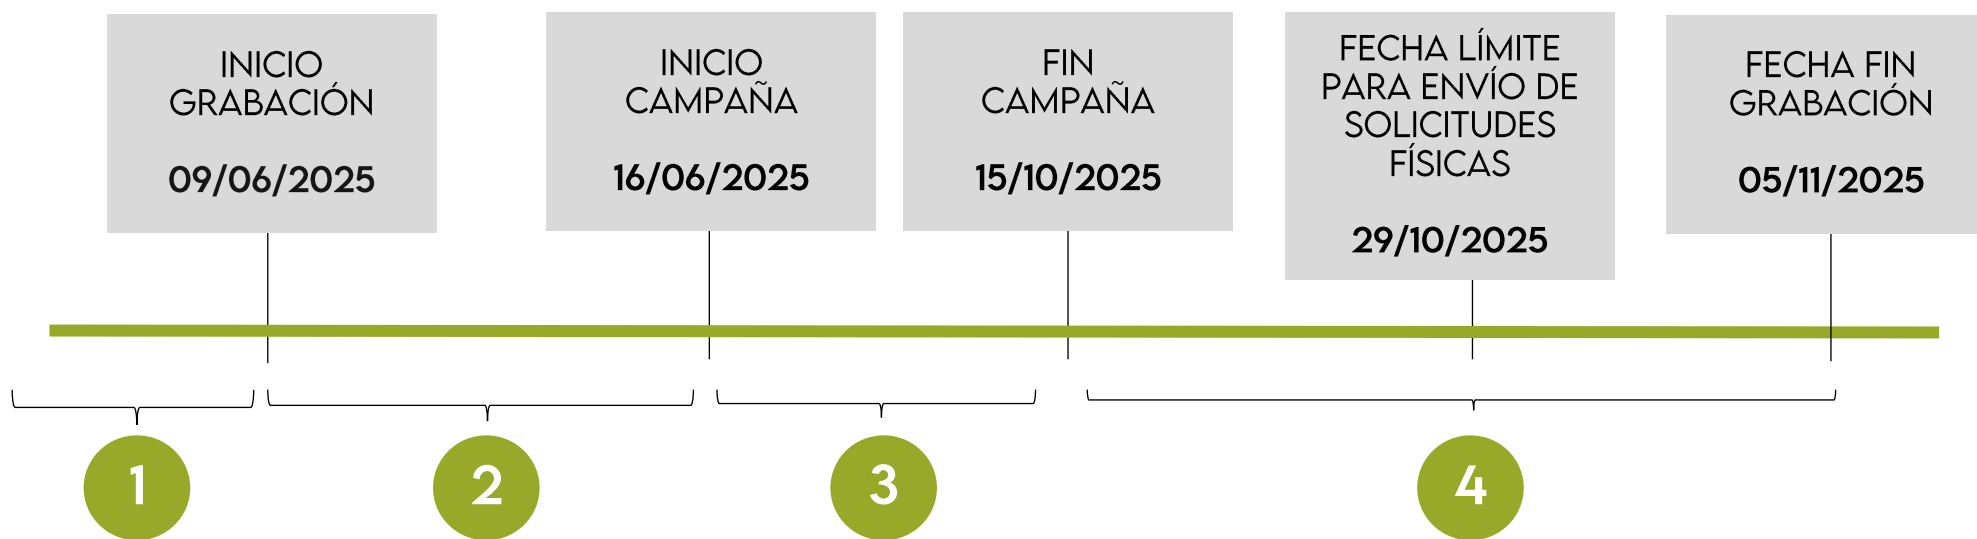 INICIO
GRABACIÓN
09/06/2025
INICIO
CAMPAÑA
16/06/2025
FIN
CAMPAÑA
15/10/2025
FECHA LÍMITE
PARA ENVÍO DE
SOLICITUDES
FÍSICAS
29/10/2025
FECHA FIN
GRABACIÓN
05/11/2025
1
2
3
4